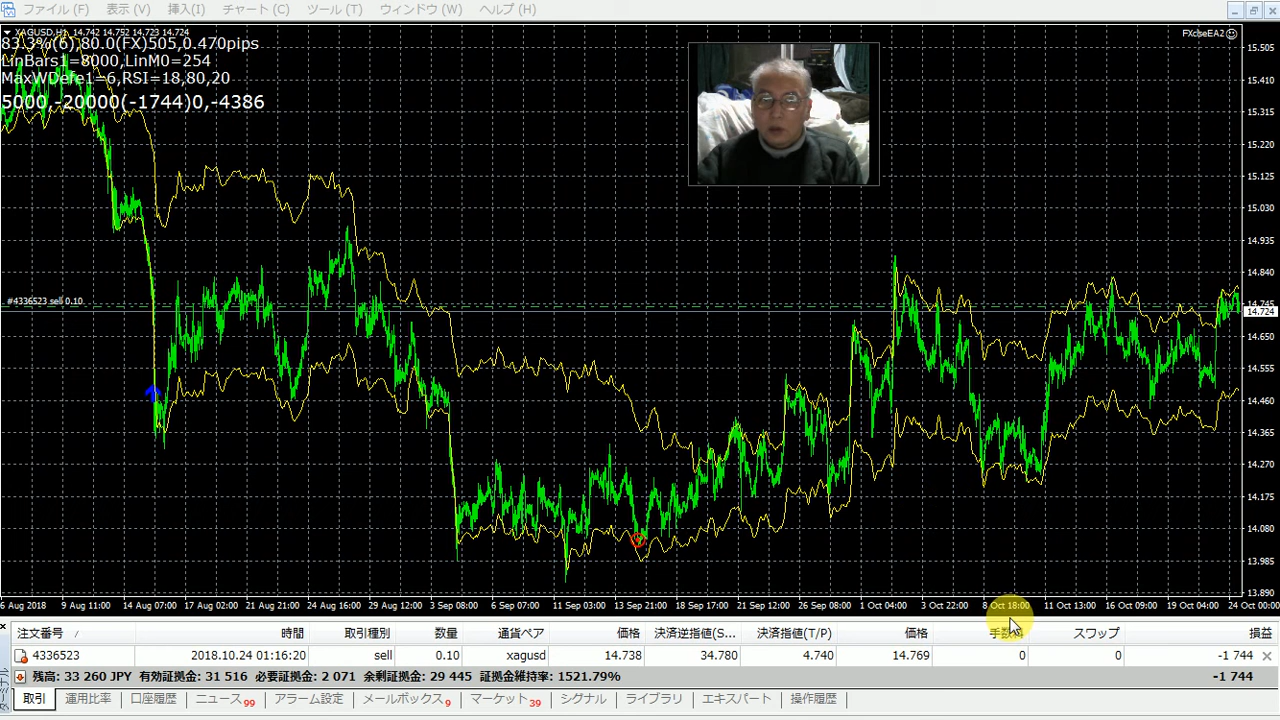 ファイル (F) 表示 (V) 挿入(I) チャート (C) ツール (T) ウィンドウ (W) ヘルプ (H)
XAGUSD,H1 14.742 14.752 14.723 14.724
FXdseEA2
83.3%(6),80.0(FX)505,0.470pips
LinBars1=8000,LinM0=254
MaxWDefe1=6,RSI=18,80,20
5000,-20000(-1744)0,-4386
#4336523 sell 0.10
15.505
15.410
15.315
15.220
15.125
15.030
14.935
14.840
14.745
14.724
14.650
14.555
14.460
14.365
14.270
14.175
14.080
13.985
13.890
6 Aug 2018 9 Aug 11:00 14 Aug 07:00 17 Aug 02:00 21 Aug 21:00 24 Aug 16:00 29 Aug 12:00 3 Sep 08:00 6 Sep 07:00 11 Sep 03:00 13 Sep 21:00 18 Sep 17:00 21 Sep 12:00 26 Sep 08:00 1 Oct 04:00 3 Oct 22:00 8 Oct 18:00 11 Oct 13:00 16 Oct 09:00 19 Oct 04:00 24 Oct 00:00
注文番号 時間 取引種別 数量 通貨ペア 価格 決済逆指値(S... 決済指値(T/P) 価格 手数料 スワップ 損益
4336523 2018.10.24 01:16:20 sell 0.10 xagusd 14.738 34.780 4.740 14.769 0 0 -1 744
残高: 33 260 JPY 有効証拠金: 31 516 必要証拠金: 2 071 余剰証拠金: 29 445 証拠金維持率: 1521.79% -1 744
取引 運用比率 口座履歴 ニュース99 アラーム設定 メールボックス9 マーケット39 シグナル ライブラリ エキスパート 操作履歴